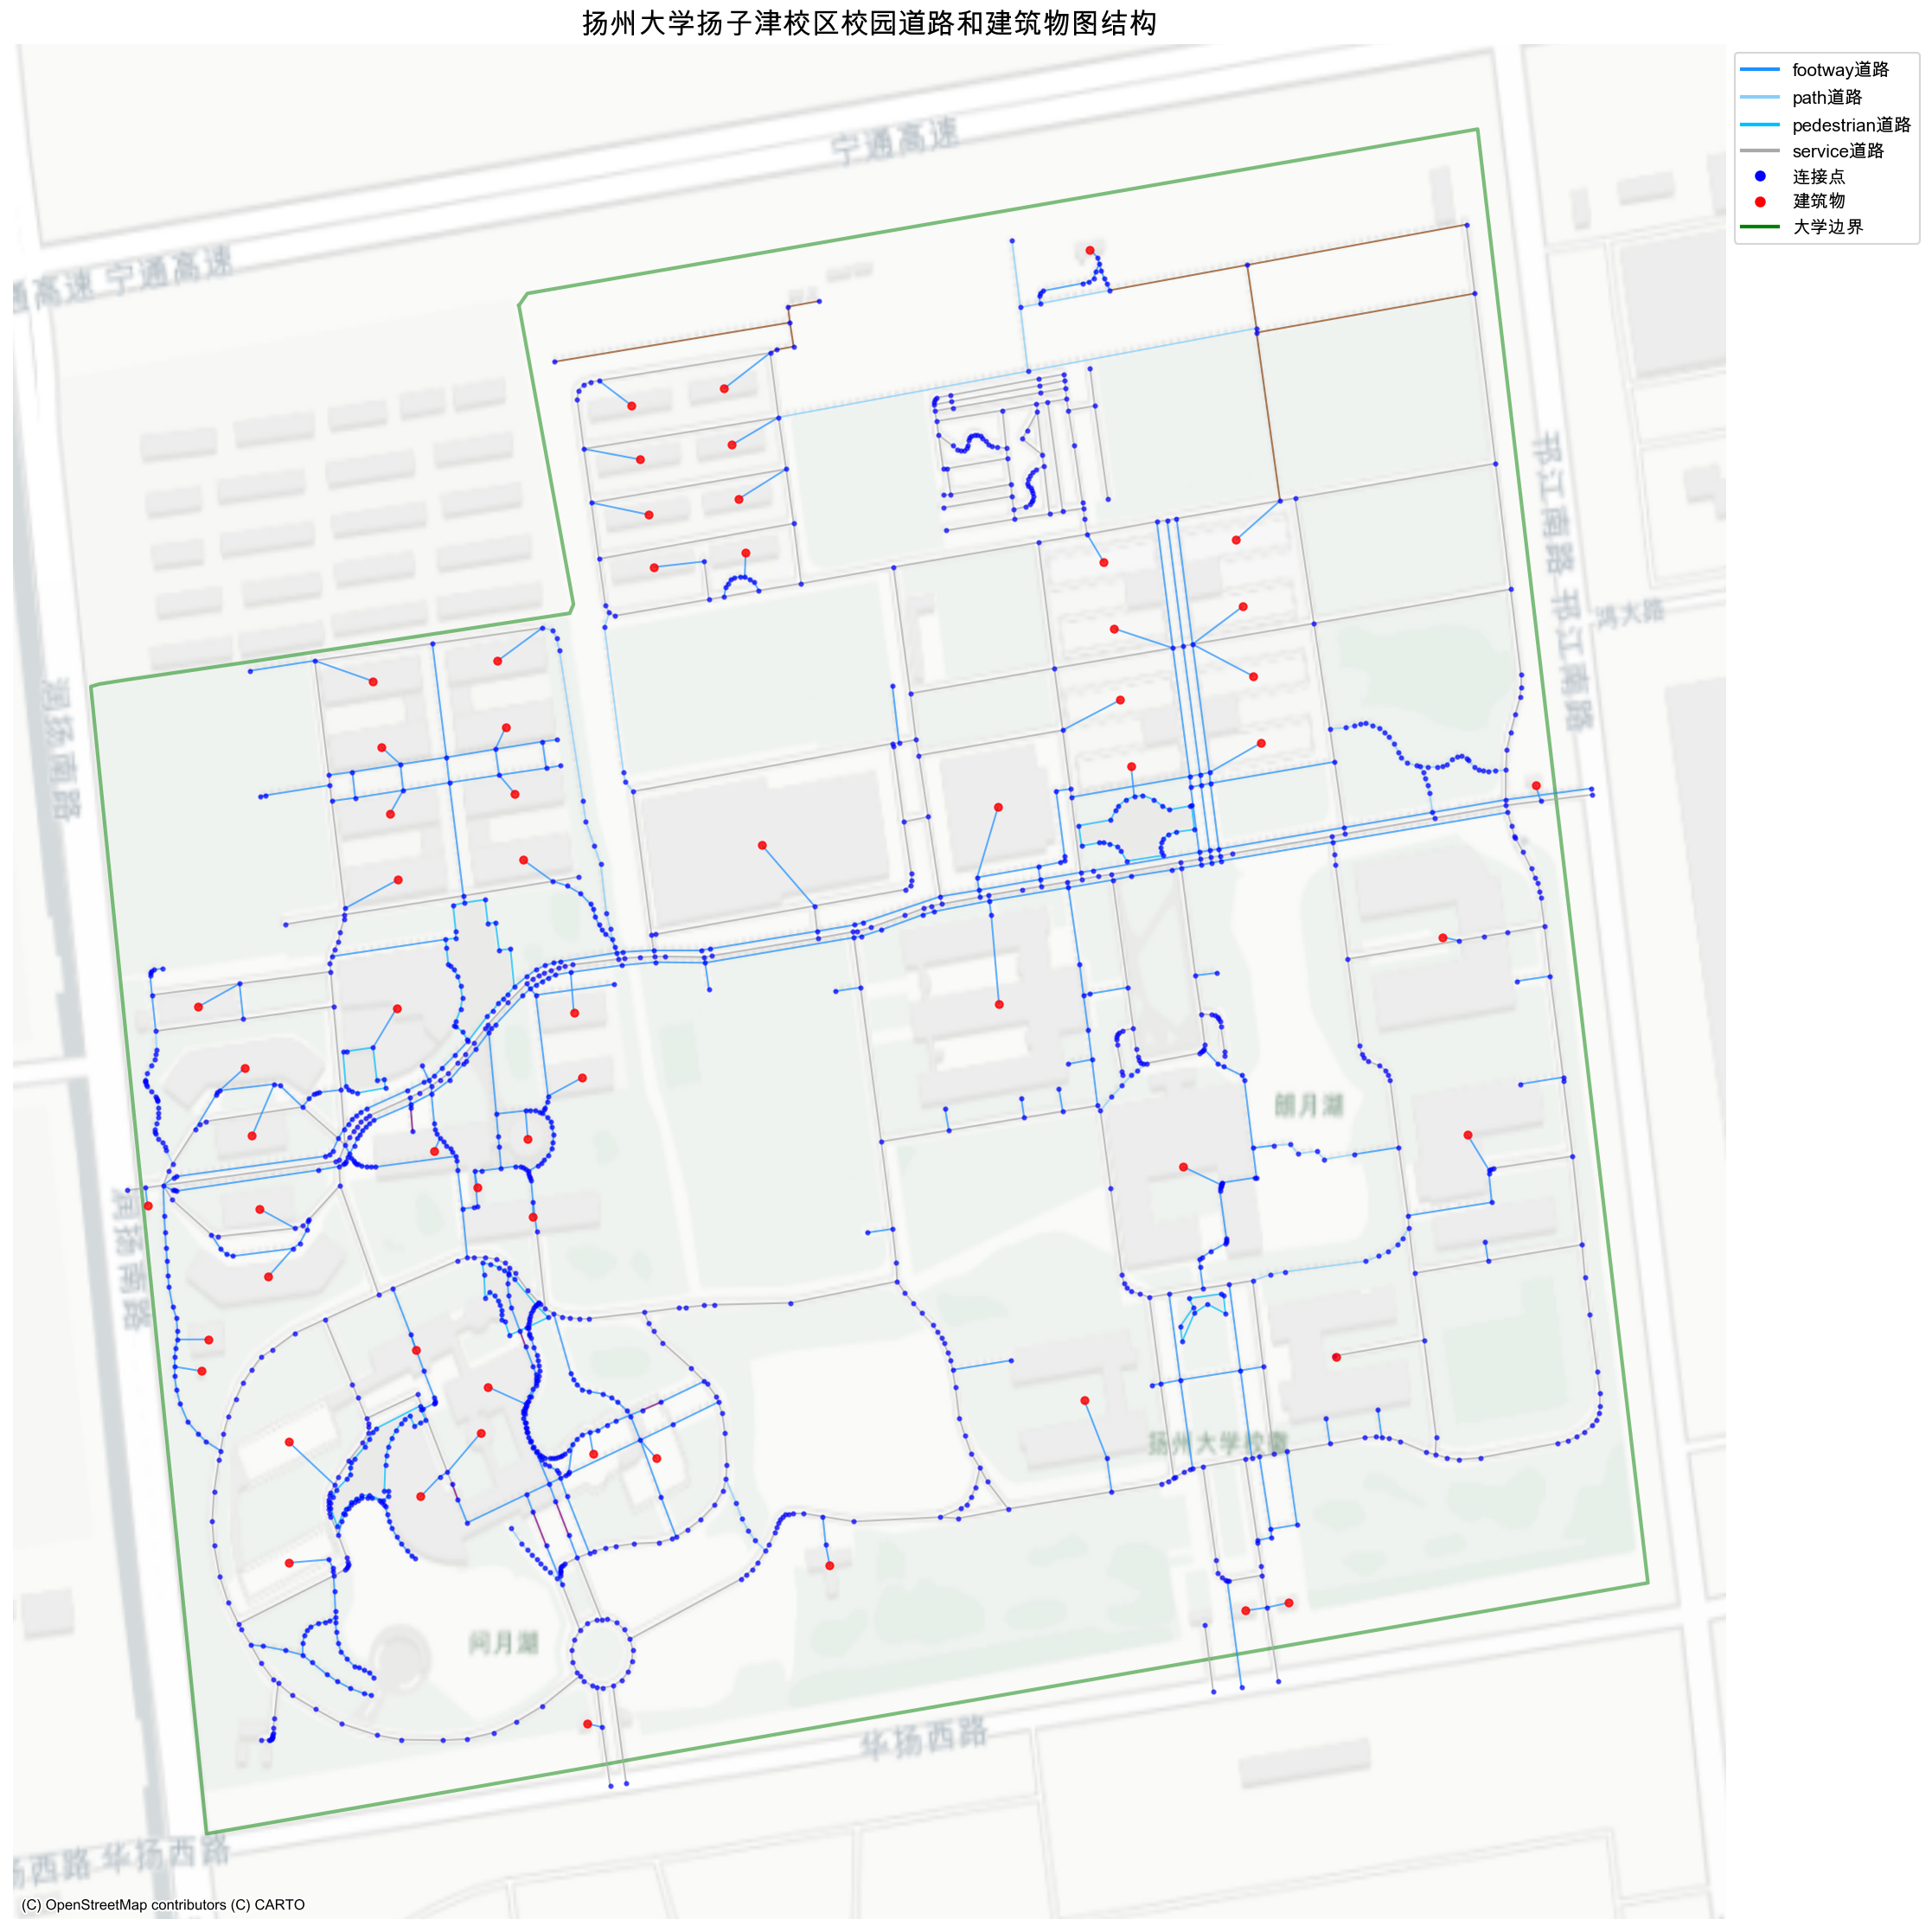 扬州大学扬子津校区校园道路和建筑物图结构
footway道路
path道路
pedestrian道路
service道路
连接点
建筑物
大学边界
宁通高速
通高速 宁通高速
邗江南路 邗江南路
鸿大路
润扬南路
朗月湖
润扬南路
扬州大学校董
问月湖
华扬西路
扬西路 华扬西路
(C) OpenStreetMap contributors (C) CARTO